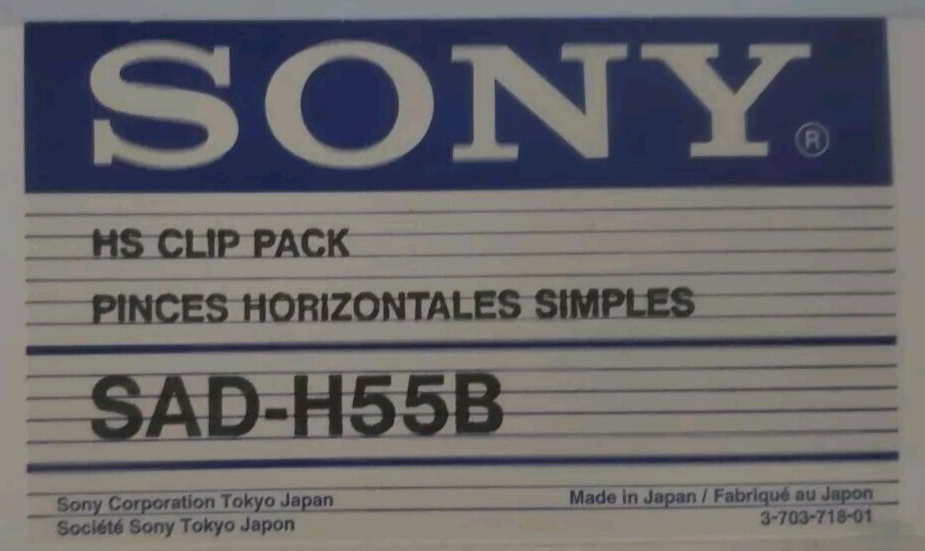 SONY®
HS CLIP PACK
PINCES HORIZONTALES SIMPLES
SAD-H55B
Sony Corporation Tokyo Japan
Société Sony Tokyo Japon
Made in Japan / Fabriqué au Japon
3-703-718-01